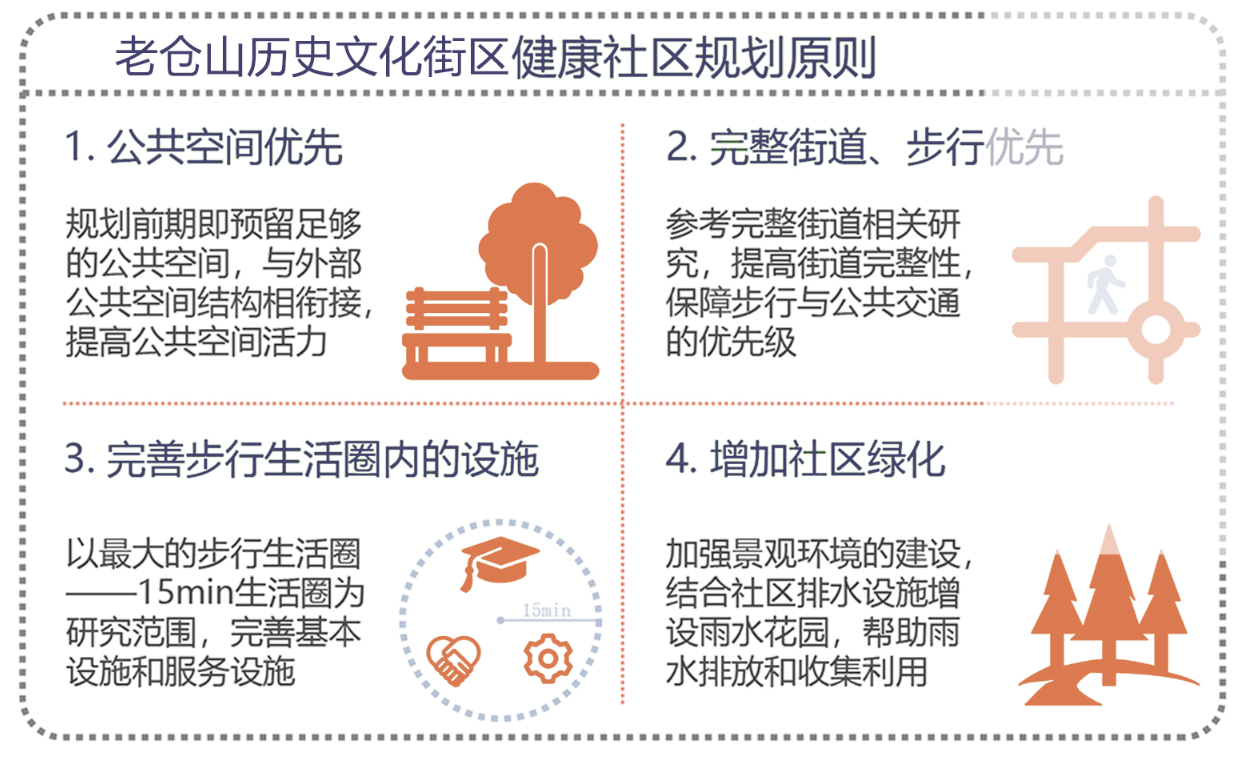 老仓山历史文化街区健康社区规划原则
1. 公共空间优先
规划前期即预留足够
的公共空间，与外部
公共空间结构相衔接，
提高公共空间活力
2. 完整街道、步行优先
参考完整街道相关研
究，提高街道完整性，
保障步行与公共交通
的优先级
3. 完善步行生活圈内的设施
以最大的步行生活圈
——15min生活圈为
研究范围，完善基本
设施和服务设施
15min
4. 增加社区绿化
加强景观环境的建设，
结合社区排水设施增
设雨水花园，帮助雨
水排放和收集利用